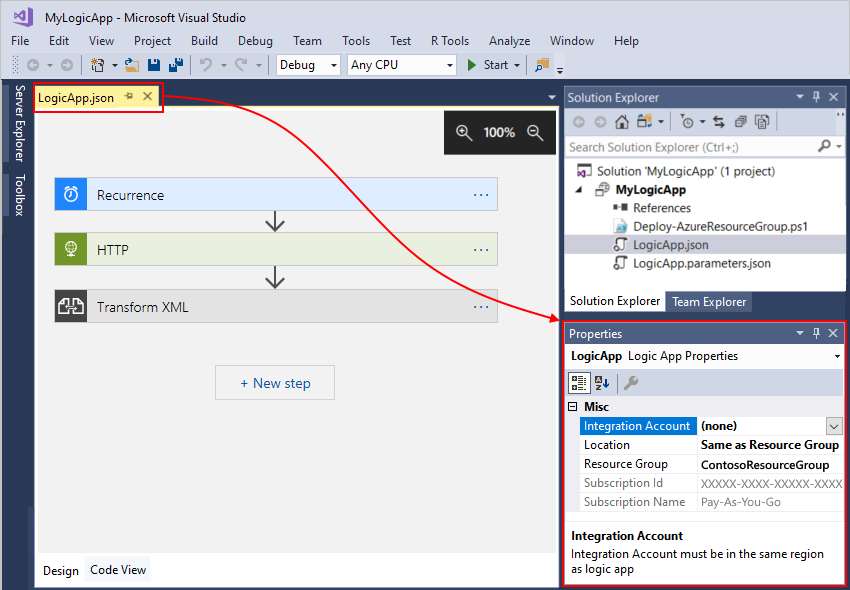 MyLogicApp - Microsoft Visual Studio
File Edit View Project Build Debug Team Tools Test R Tools Analyze Window Help
Debug Any CPU Start
Server Explorer
Toolbox
LogicApp.json
100%
Recurrence
HTTP
Transform XML
+ New step
Design Code View
Solution Explorer
Search Solution Explorer (Ctrl+;)
Solution 'MyLogicApp' (1 project)
MyLogicApp
References
Deploy-AzureResourceGroup.ps1
LogicApp.json
LogicApp.parameters.json
Solution Explorer Team Explorer
Properties
LogicApp Logic App Properties
Misc
Integration Account (none)
Location Same as Resource Group
Resource Group ContosoResourceGroup
Subscription Id XXXXX-XXXX-XXXXX-XXXX
Subscription Name Pay-As-You-Go
Integration Account
Integration Account must be in the same region
as logic app